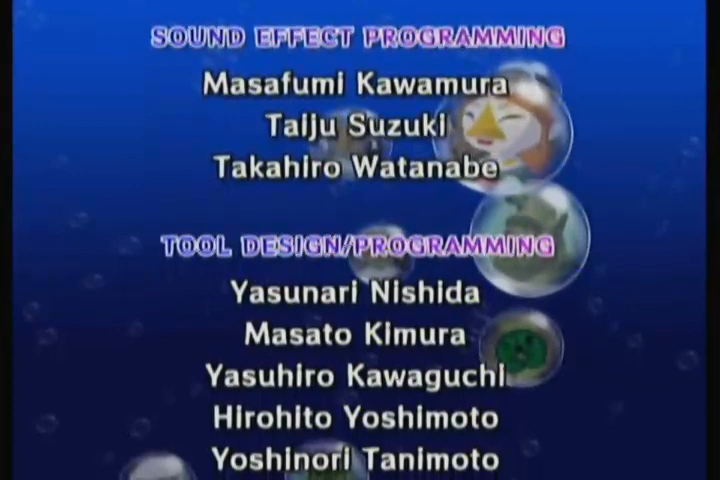 SOUND EFFECT PROGRAMMING
Masafumi Kawamura
Taiju Suzuki
Takahiro Watanabe
TOOL DESIGN/PROGRAMMING
Yasunari Nishida
Masato Kimura
Yasuhiro Kawaguchi
Hirohito Yoshimoto
Yoshinori Tanimoto